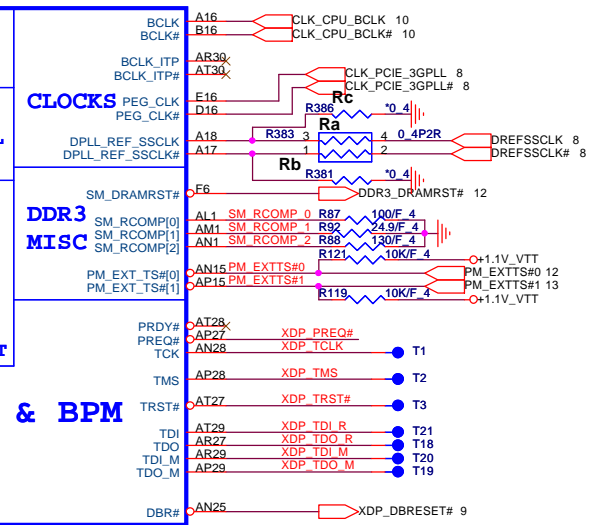 BCLK A16 CLK_CPU_BCLK 10
BCLK# B16 CLK_CPU_BCLK# 10
BCLK_ITP AR30
BCLK_ITP# AT30
CLK_PCIE_3GPLL 8
CLK_PCIE_3GPLL# 8
CLOCKS
PEG_CLK E16
PEG_CLK# D16
Rc
R386 *0_4
Ra
DPLL_REF_SSCLK A18 R383 3 4 0_4P2R DREFSSCLK 8
DPLL_REF_SSCLK# A17 1 2 DREFSSCLK# 8
Rb
R381 *0_4
SM_DRAMRST# F6 DDR3_DRAMRST# 12
DDR3
MISC
SM_RCOMP[0] AL1 SM_RCOMP_0 R87 100/F_4
SM_RCOMP[1] AM1 SM_RCOMP_1 R92 24.9/F_4
SM_RCOMP[2] AN1 SM_RCOMP_2 R88 130/F_4
R121 10K/F_4 +1.1V_VTT
PM_EXT_TS#[0] AN15 PM_EXTTS#0 PM_EXTTS#0 12
PM_EXT_TS#[1] AP15 PM_EXTTS#1 PM_EXTTS#1 13
R119 10K/F_4 +1.1V_VTT
PRDY# AT28
PREQ# AP27 XDP_PREQ#
TCK AN28 XDP_TCLK T1
TMS AP28 XDP_TMS T2
TRST# AT27 XDP_TRST# T3
& BPM
TDI AT29 XDP_TDI_R T21
TDO AR27 XDP_TDO_R T18
TDI_M AR29 XDP_TDI_M T20
TDO_M AP29 XDP_TDO_M T19
DBR# AN25 XDP_DBRESET# 9